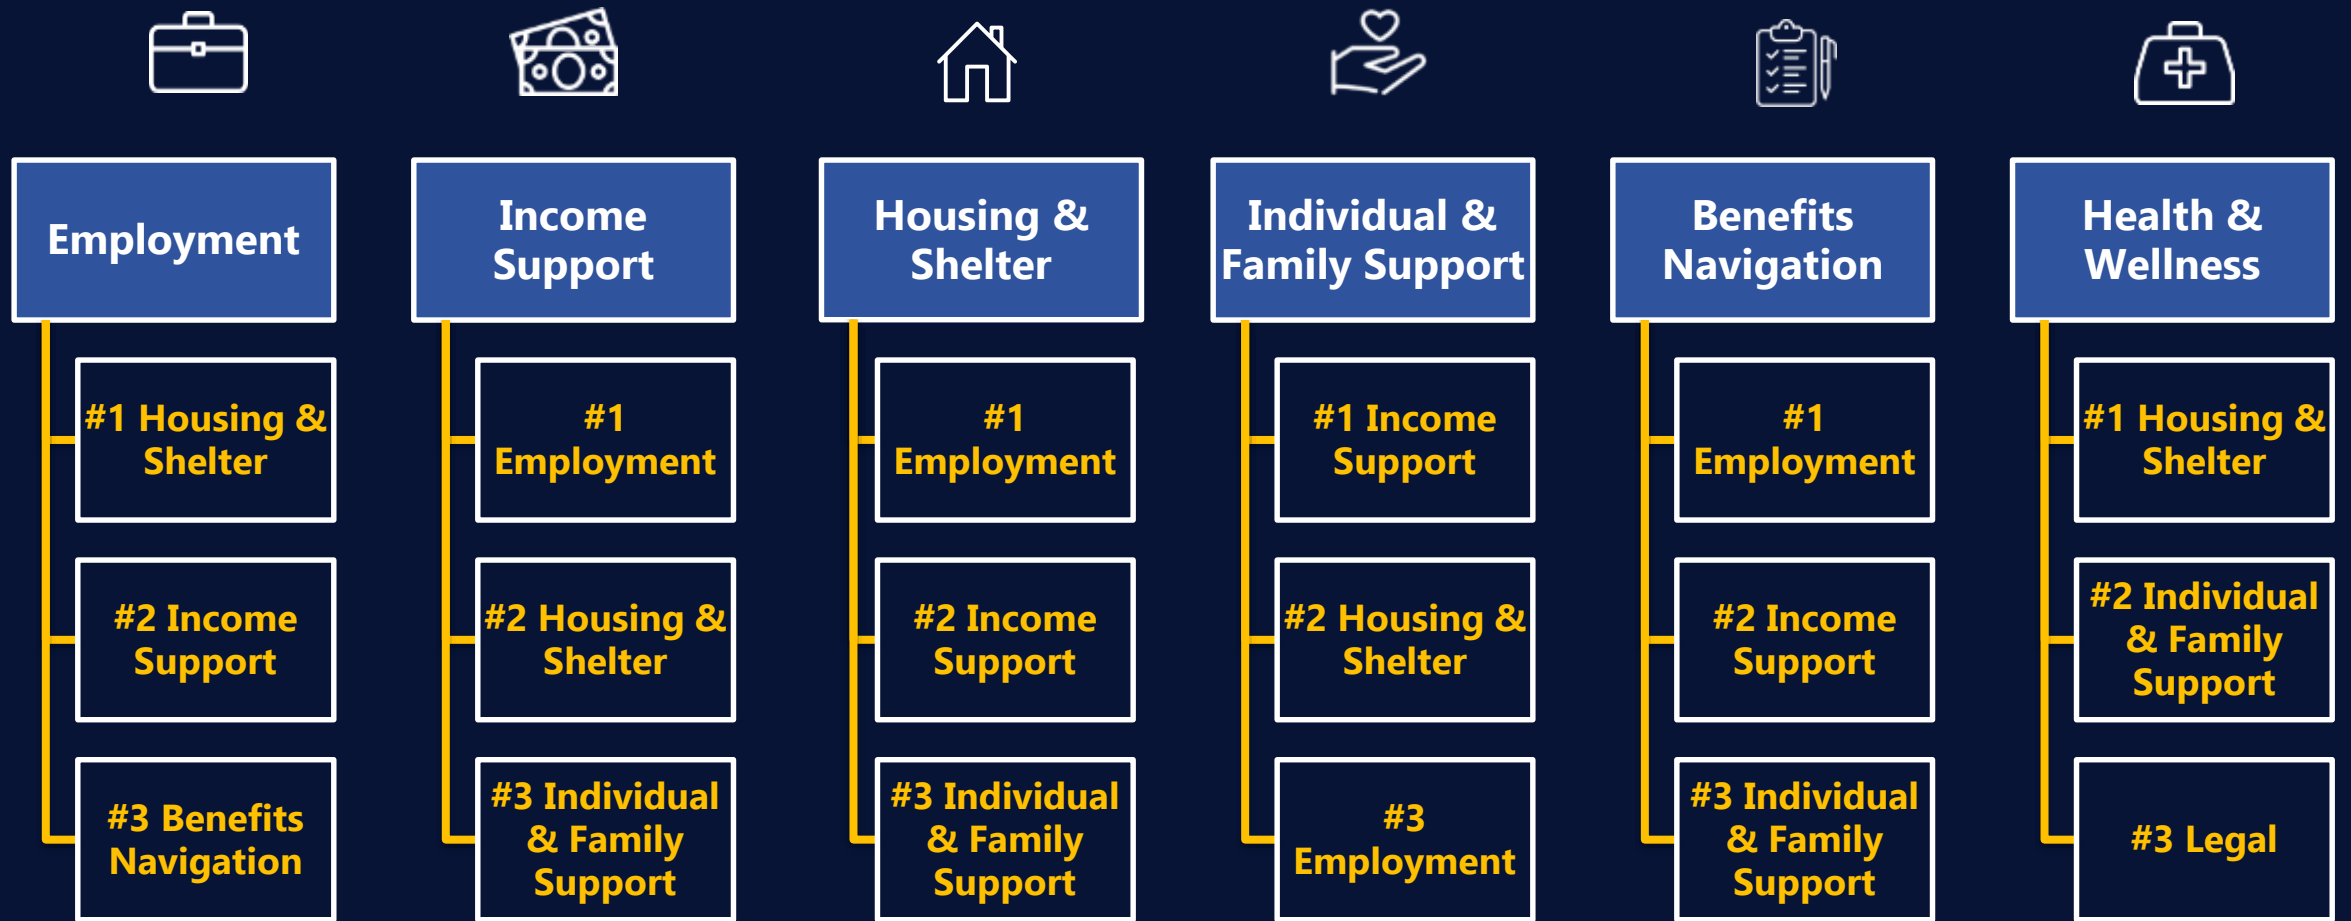 Employment
#1 Housing &
Shelter
#2 Income
Support
#3 Benefits
Navigation
Income
Support
#1
Employment
#2 Housing &
Shelter
#3 Individual
& Family
Support
Housing &
Shelter
#1
Employment
#2 Income
Support
#3 Individual
& Family
Support
Individual &
Family Support
#1 Income
Support
#2 Housing &
Shelter
#3
Employment
Benefits
Navigation
#1
Employment
#2 Income
Support
#3 Individual
& Family
Support
Health &
Wellness
#1 Housing &
Shelter
#2 Individual
& Family
Support
#3 Legal